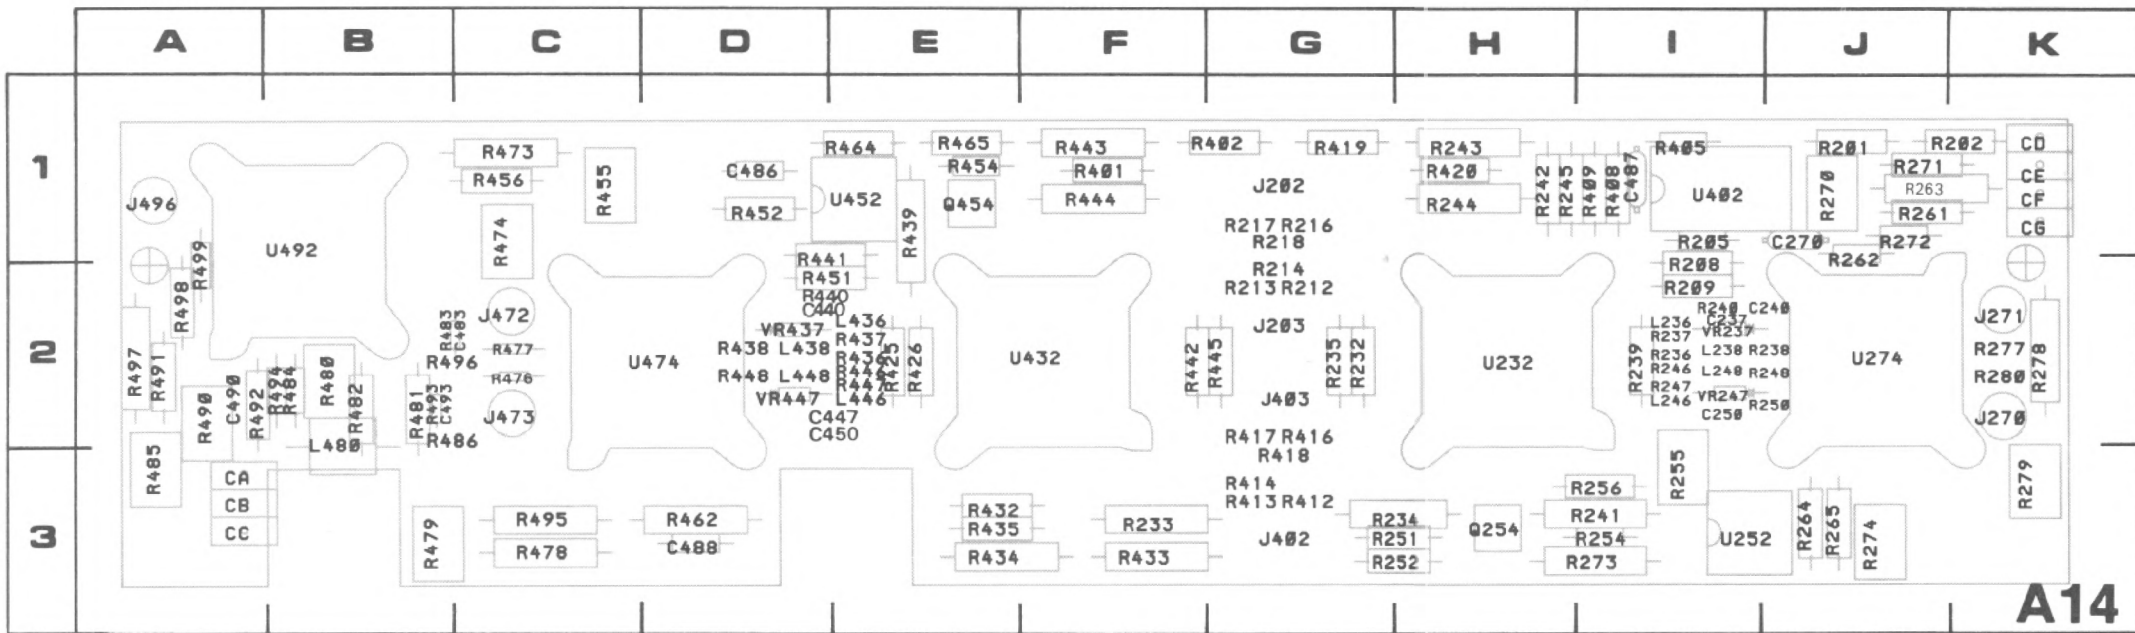 A B C D E F G H I J K
1
R473 R464 R465 R443 R402 R419 R243 R405 R201 R202 CD
R456 R455 C486 R454 R401 R420 R271 CE
J202 R242 R245 R409 R408 C487 U402 R270 R263 CF
J496 R452 U452 R439 Q454 R444 R244 R261 CG
R474 R217 R216
R499 U492 R441 R218 R205 C270 R272
R451 R214 R208 R262
R498 R440 R213 R212 R209
2
C440 R240 C240
J472 R483 C483 L436 J203 L236 C237 J271
VR437 R437 R237 VR237
R497 R491 R477 R496 U474 R438 L438 R436 R425 R426 U432 R442 R445 R235 R232 U232 R239 R236 L238 R238 U274 R277 R278
R476 R448 L448 R446 R246 L248 R248 R280
R490 C490 R492 R494 R484 R480 R482 R481 R493 C493 R447 R247
VR447 L446 J403 L246 VR247 R250
J473 C447 C250 J270
L480 R486 C450 R417 R416
R485 R418 R255 R279
CA R414 R256
CB R432 R413 R412
3
R495 R462 R435 R233 R234 R241
CC R479 R478 C488 R434 R433 J402 R251 Q254 R254 U252 R264 R265 R274
R252 R273
A14